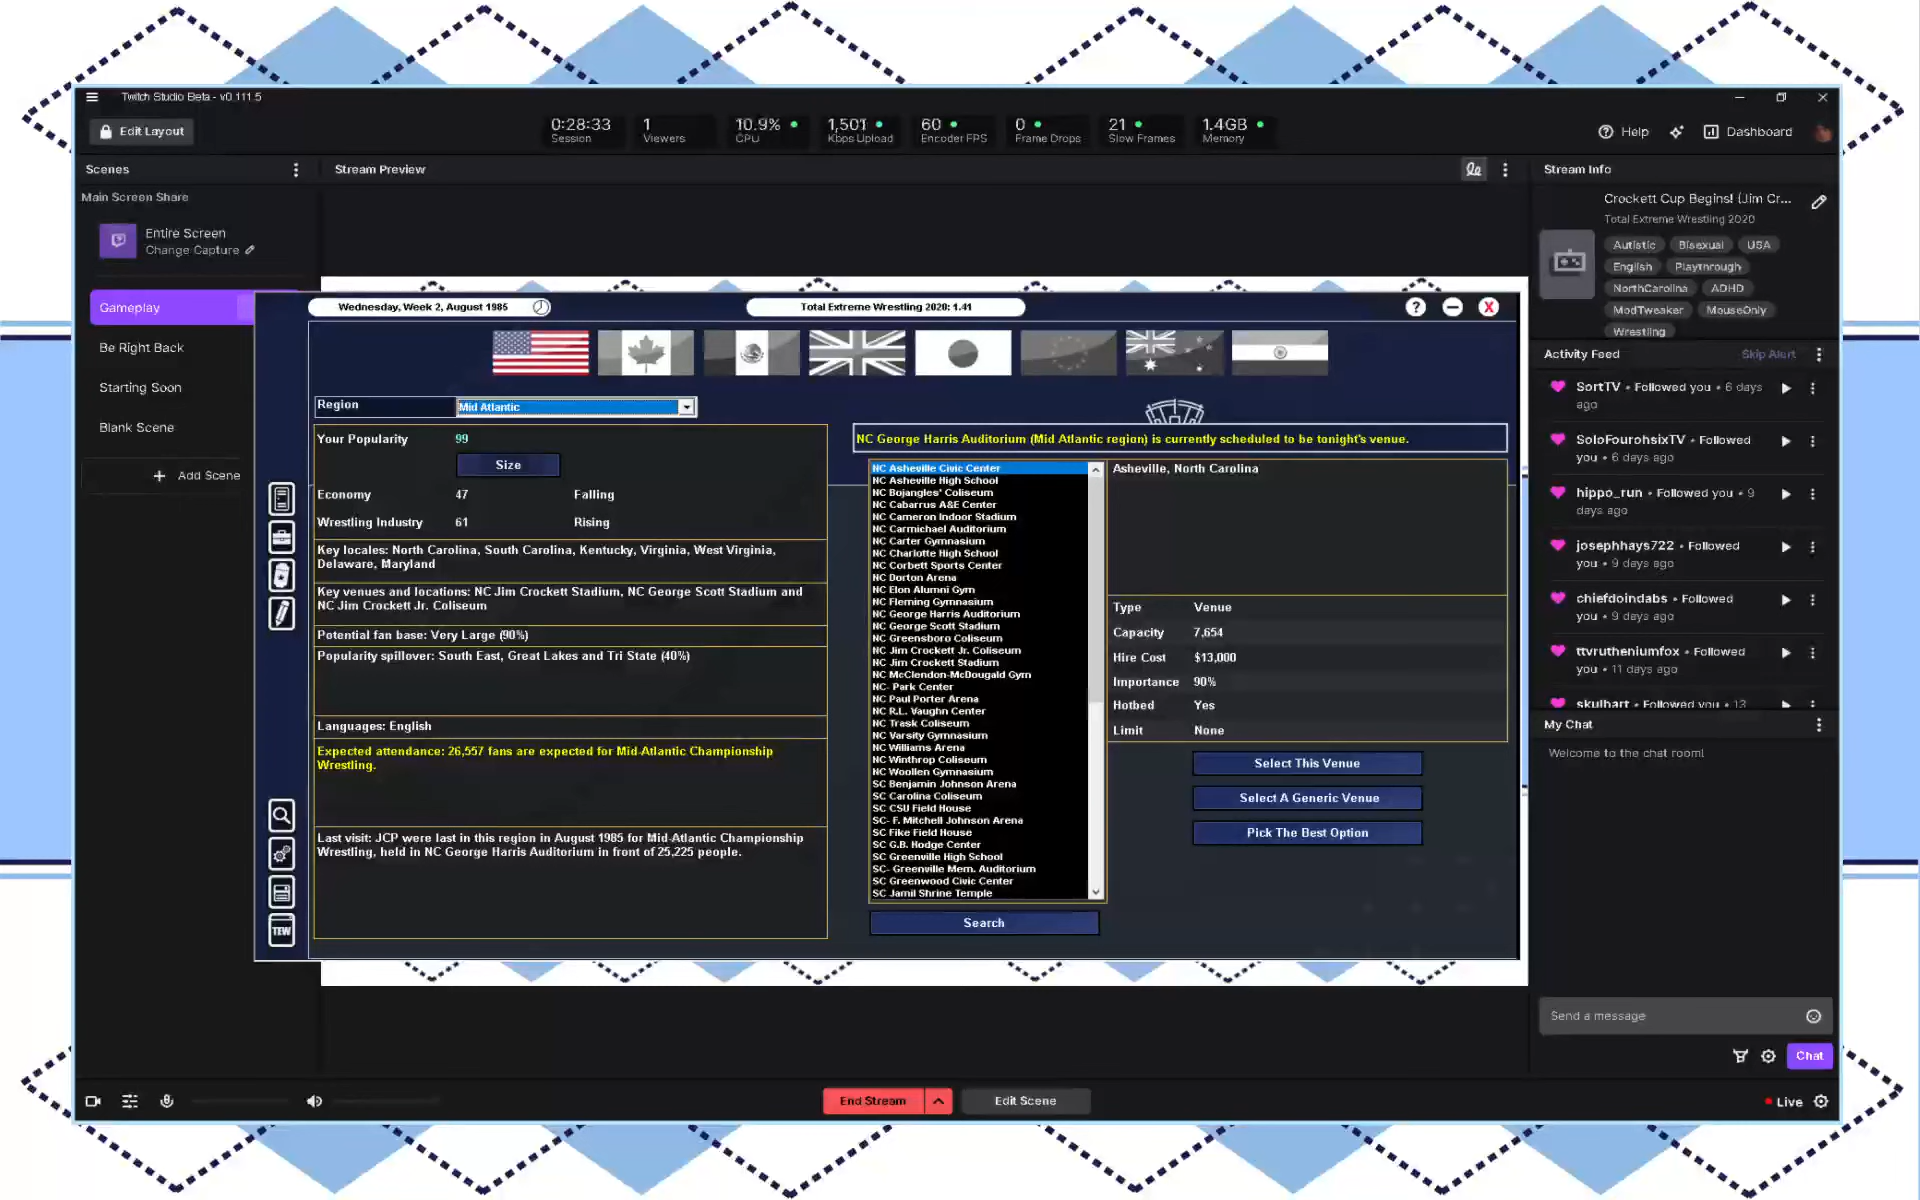 Twitch Studio Beta - v0.111.5
Edit Layout
0:28:33
Session
1
Viewers
10.9%
CPU
1,501
Kbps Upload
60
Encoder FPS
0
Frame Drops
21
Slow Frames
1.4GB
Memory
Help
Dashboard
Scenes
Main Screen Share
Entire Screen
Change Capture
Gameplay
Be Right Back
Starting Soon
Blank Scene
Add Scene
Stream Preview
Wednesday, Week 2, August 1985
Total Extreme Wrestling 2020: 1.41
Region
Mid Atlantic
Your Popularity
99
Size
Economy
47
Falling
Wrestling Industry
61
Rising
Key locales: North Carolina, South Carolina, Kentucky, Virginia, West Virginia,
Delaware, Maryland
Key venues and locations: NC Jim Crockett Stadium, NC George Scott Stadium and
NC Jim Crockett Jr. Coliseum
Potential fan base: Very Large (90%)
Popularity spillover: South East, Great Lakes and Tri State (40%)
Languages: English
Expected attendance: 26,557 fans are expected for Mid-Atlantic Championship
Wrestling.
Last visit: JCP were last in this region in August 1985 for Mid-Atlantic Championship
Wrestling, held in NC George Harris Auditorium in front of 25,225 people.
TEW
NC George Harris Auditorium (Mid Atlantic region) is currently scheduled to be tonight's venue.
NC Asheville Civic Center
NC Asheville High School
NC Bojangles' Coliseum
NC Cabarrus A&E Center
NC Cameron Indoor Stadium
NC Carmichael Auditorium
NC Carter Gymnasium
NC Charlotte High School
NC Corbett Sports Center
NC Dorton Arena
NC Elon Alumni Gym
NC Fleming Gymnasium
NC George Harris Auditorium
NC George Scott Stadium
NC Greensboro Coliseum
NC Jim Crockett Jr. Coliseum
NC Jim Crockett Stadium
NC McClendon-McDougald Gym
NC- Park Center
NC Paul Porter Arena
NC R.L. Vaughn Center
NC Trask Coliseum
NC Varsity Gymnasium
NC Williams Arena
NC Winthrop Coliseum
NC Woollen Gymnasium
SC Benjamin Johnson Arena
SC Carolina Coliseum
SC CSU Field House
SC- F. Mitchell Johnson Arena
SC Fike Field House
SC G.B. Hodge Center
SC Greenville High School
SC- Greenville Mem. Auditorium
SC Greenwood Civic Center
SC Jamil Shrine Temple
Search
Asheville, North Carolina
Type
Venue
Capacity
7,654
Hire Cost
$13,000
Importance
90%
Hotbed
Yes
Limit
None
Select This Venue
Select A Generic Venue
Pick The Best Option
Stream Info
Crockett Cup Begins! (Jim Cr...
Total Extreme Wrestling 2020
Autistic
Bisexual
USA
English
Playthrough
NorthCarolina
ADHD
ModTweaker
MouseOnly
Wrestling
Activity Feed
Skip Alert
SortTV • Followed you • 6 days
ago
SoloFourohsixTV • Followed
you • 6 days ago
hippo_run • Followed you • 9
days ago
josephhays722 • Followed
you • 9 days ago
chiefdoindabs • Followed
you • 9 days ago
ttvrutheniumfox • Followed
you • 11 days ago
skulbart • Followed you • 13
My Chat
Welcome to the chat room!
Send a message
Chat
End Stream
Edit Scene
Live